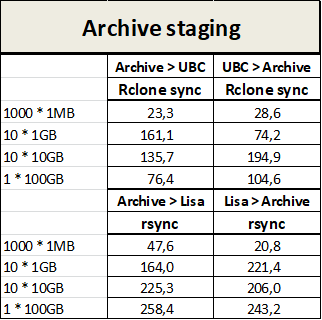 Archive staging
Archive > UBC UBC > Archive
Rclone sync Rclone sync
1000 * 1MB 23,3 28,6
10 * 1GB 161,1 74,2
10 * 10GB 135,7 194,9
1 * 100GB 76,4 104,6
Archive > Lisa Lisa > Archive
rsync rsync
1000 * 1MB 47,6 20,8
10 * 1GB 164,0 221,4
10 * 10GB 225,3 206,0
1 * 100GB 258,4 243,2